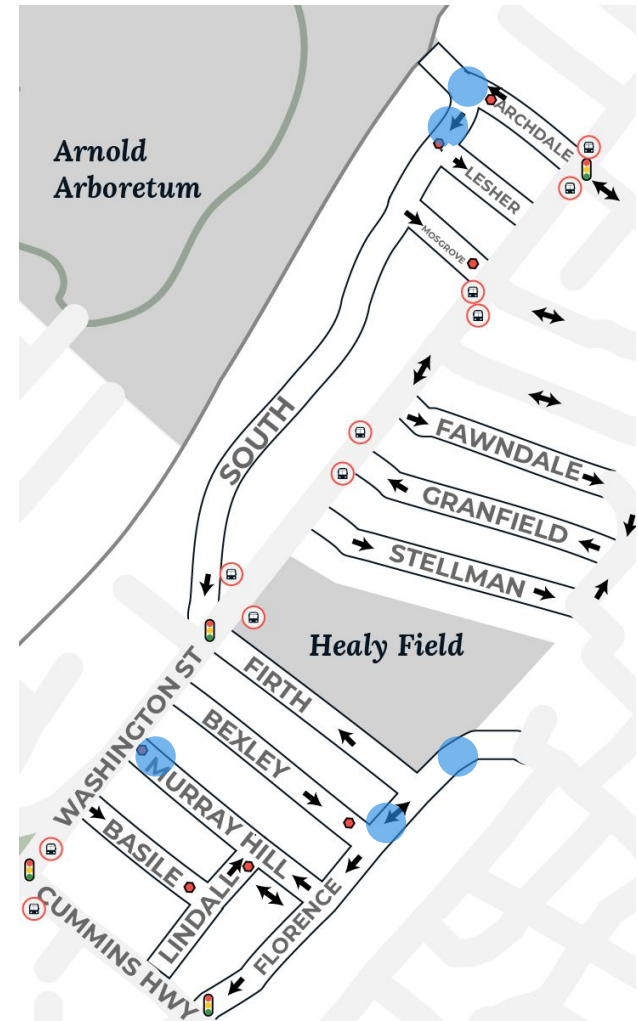 Arnold
Arboretum
ARCHDALE
LESHER
MOSGROVE
SOUTH
FAWNDALE
GRANFIELD
STELLMAN
Healy Field
WASHINGTON ST
FIRTH
BEXLEY
MURRAY HILL
BASILE
LINDALL
FLORENCE
CUMMINS HWY